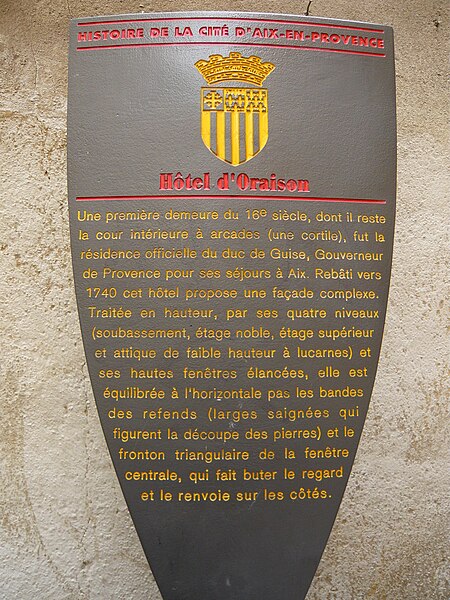 HISTOIRE DE LA CITÉ D'AIX-EN-PROVENCE
Hôtel d'Oraison
Une première demeure du 16e siècle, dont il reste
la cour intérieure à arcades (une cortile), fut la
résidence officielle du duc de Guise, Gouverneur
de Provence pour ses séjours à Aix. Rebâti vers
1740 cet hôtel propose une façade complexe.
Traitée en hauteur, par ses quatre niveaux
(soubassement, étage noble, étage supérieur
et attique de faible hauteur à lucarnes) et
ses hautes fenêtres élancées, elle est
équilibrée à l'horizontale pas les bandes
des refends (larges saignées qui
figurent la découpe des pierres) et le
fronton triangulaire de la fenêtre
centrale, qui fait buter le regard
et le renvoie sur les côtés.